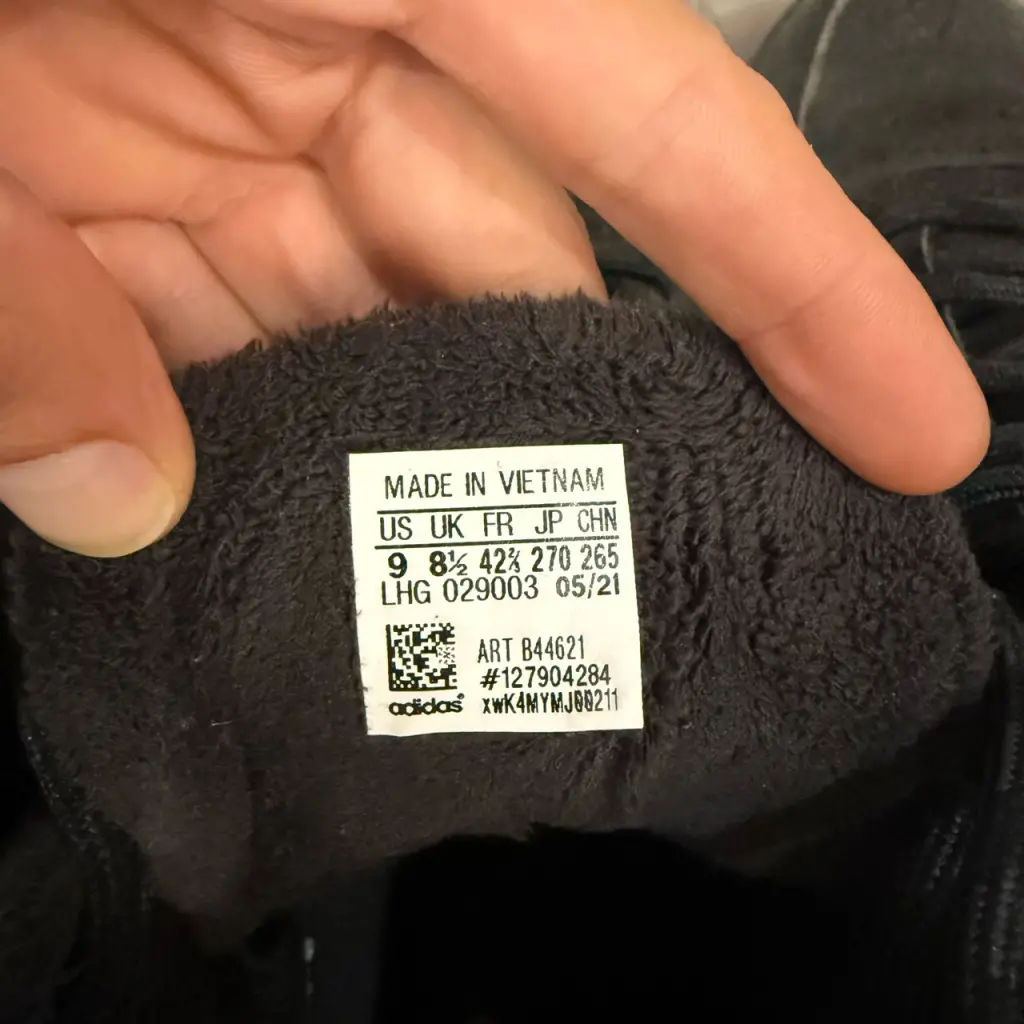 MADE IN VIETNAM
US UK FR JP CHN
9 8½ 42⅔ 270 265
LHG 029003 05/21
ART B44621
#127904284
adidas xwK4MYMJ00211